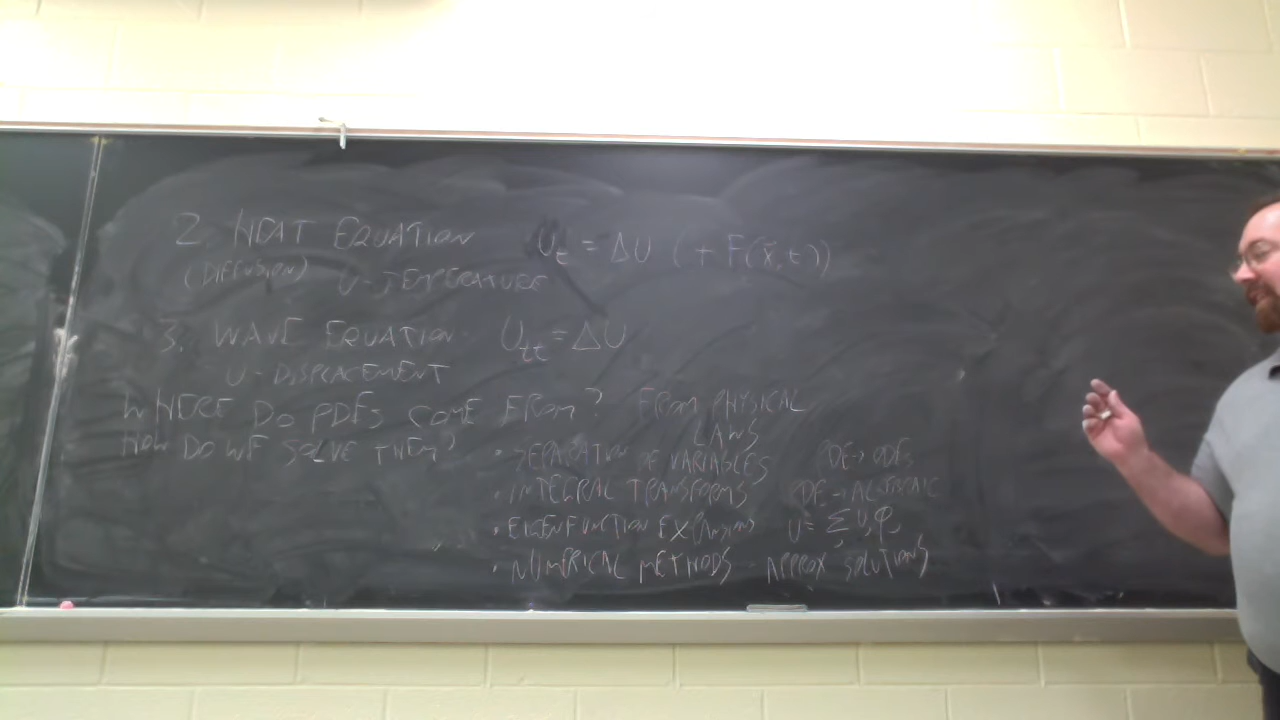 2 HEAT EQUATION U_t = ΔU (+ F(x⃗,t))
(DIFFUSION) U-TEMPERATURE
3. WAVE EQUATION U_tt = ΔU
U-DISPLACEMENT
WHERE DO PDFs COME FROM? FROM PHYSICAL
LAWS
HOW DO WE SOLVE THEM?
• SEPARATION OF VARIABLES PDE→ODEs
• INTEGRAL TRANSFORMS PDE→ALGEBRAIC
• EIGENFUNCTION EXPANSIONS U = Σ U_i φ_i
• NUMERICAL METHODS - APPROX SOLUTIONS